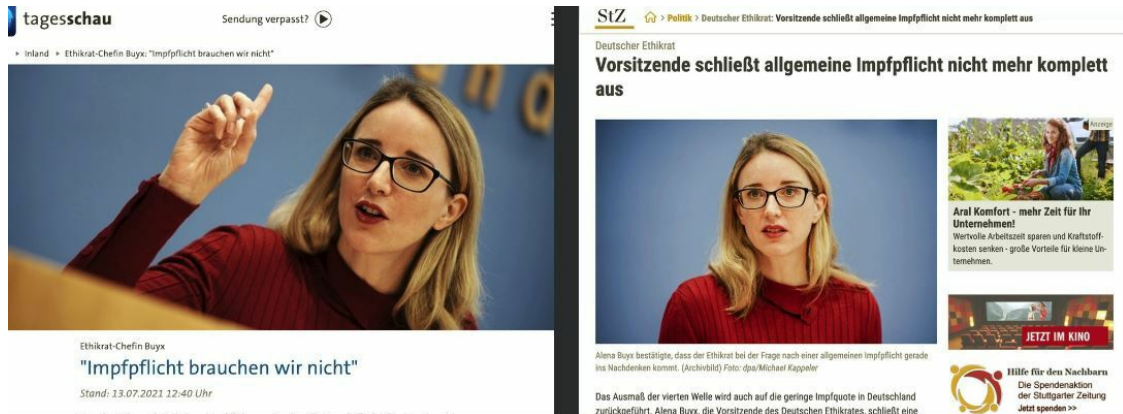 tagesschau
Sendung verpasst?
Inland Ethikrat-Chefin Buyx: "Impfpflicht brauchen wir nicht"
Ethikrat-Chefin Buyx
"Impfpflicht brauchen wir nicht"
Stand: 13.07.2021 12:40 Uhr
StZ > Politik > Deutscher Ethikrat: Vorsitzende schließt allgemeine Impfpflicht nicht mehr komplett aus
Deutscher Ethikrat
Vorsitzende schließt allgemeine Impfpflicht nicht mehr komplett
aus
Anzeige
Aral Komfort - mehr Zeit für Ihr
Unternehmen!
Wertvolle Arbeitszeit sparen und Kraftstoff-
kosten senken - große Vorteile für kleine Un-
ternehmen.
JETZT IM KINO
Alena Buyx bestätigte, dass der Ethikrat bei der Frage nach einer allgemeinen Impfpflicht gerade
ins Nachdenken kommt. (Archivbild) Foto: dpa/Michael Kappeler
Hilfe für den Nachbarn
Die Spendenaktion
der Stuttgarter Zeitung
Jetzt spenden >>
Das Ausmaß der vierten Welle wird auch auf die geringe Impfquote in Deutschland
zurückgeführt. Alena Buyx, die Vorsitzende des Deutschen Ethikrates, schließt eine